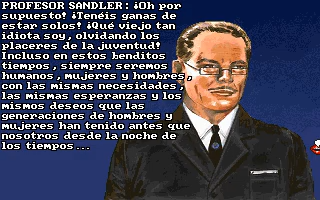 PROFESOR SANDLER: ¡Oh por
supuesto! ¡Tenéis ganas de
estar solos! ¡Qué viejo tan
idiota soy, olvidando los
placeres de la juventud!
Incluso en estos benditos
tiempos, siempre seremos
humanos, mujeres y hombres,
con las mismas necesidades,
las mismas esperanzas y los
mismos deseos que las
generaciones de hombres y
mujeres han tenido antes que
nosotros desde la noche de
los tiempos...